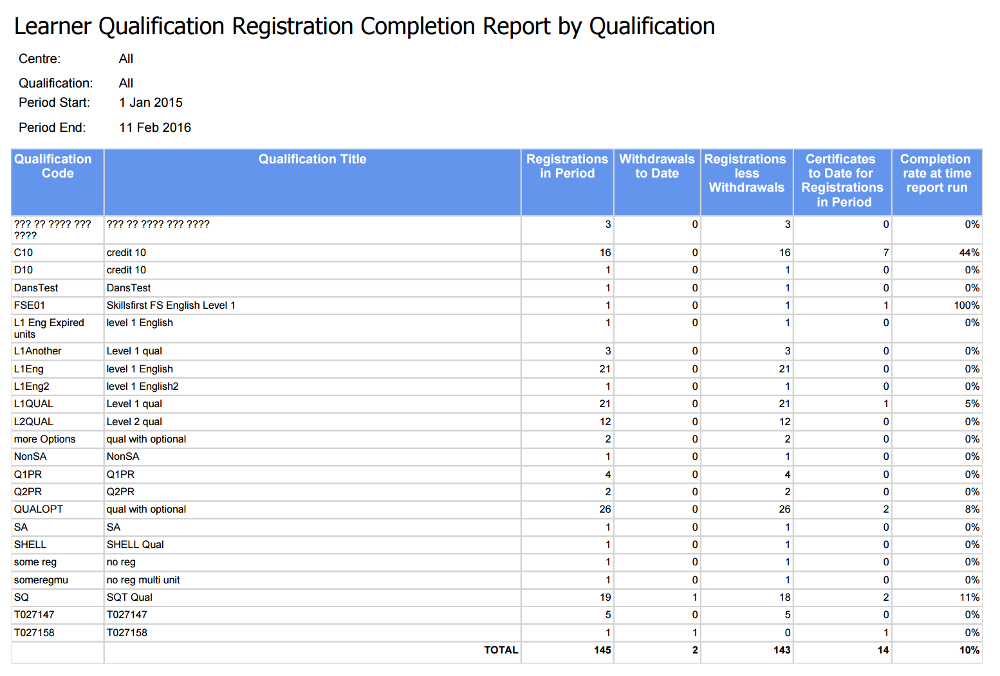 Learner Qualification Registration Completion Report by Qualification
Centre: All
Qualification: All
Period Start: 1 Jan 2015
Period End: 11 Feb 2016
Qualification Code Qualification Title Registrations in Period Withdrawals to Date Registrations less Withdrawals Certificates to Date for Registrations in Period Completion rate at time report run
??? ?? ???? ??? ???? ??? ?? ???? ??? ???? 3 0 3 0 0%
C10 credit 10 16 0 16 7 44%
D10 credit 10 1 0 1 0 0%
DansTest DansTest 1 0 1 0 0%
FSE01 Skillsfirst FS English Level 1 1 0 1 1 100%
L1 Eng Expired units level 1 English 1 0 1 0 0%
L1Another Level 1 qual 3 0 3 0 0%
L1Eng level 1 English 21 0 21 0 0%
L1Eng2 level 1 English2 1 0 1 0 0%
L1QUAL Level 1 qual 21 0 21 1 5%
L2QUAL Level 2 qual 12 0 12 0 0%
more Options qual with optional 2 0 2 0 0%
NonSA NonSA 1 0 1 0 0%
Q1PR Q1PR 4 0 4 0 0%
Q2PR Q2PR 2 0 2 0 0%
QUALOPT qual with optional 26 0 26 2 8%
SA SA 1 0 1 0 0%
SHELL SHELL Qual 1 0 1 0 0%
some reg no reg 1 0 1 0 0%
someregmu no reg multi unit 1 0 1 0 0%
SQ SQT Qual 19 1 18 2 11%
T027147 T027147 5 0 5 0 0%
T027158 T027158 1 1 0 1 0%
TOTAL 145 2 143 14 10%